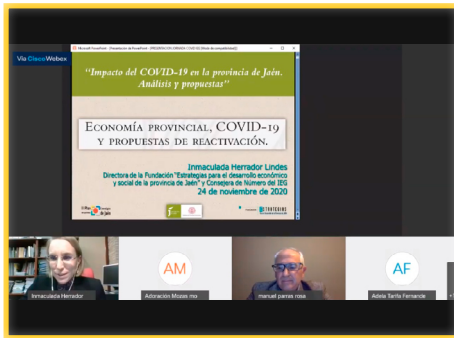 Microsoft PowerPoint
Vía Cisco Webex
"Impacto del COVID-19 en la provincia de Jaén.
Análisis y propuestas"
ECONOMÍA PROVINCIAL, COVID-19
Y PROPUESTAS DE REACTIVACIÓN.
Inmaculada Herrador Lindes
Directora de la Fundación "Estrategias para el desarrollo económico
y social de la provincia de Jaén" y Consejera de Número del IEG
24 de noviembre de 2020
AM
AF
Inmaculada Herrador
Adoración Mozas mo
manuel parras rosa
Adela Tarifa Fernande